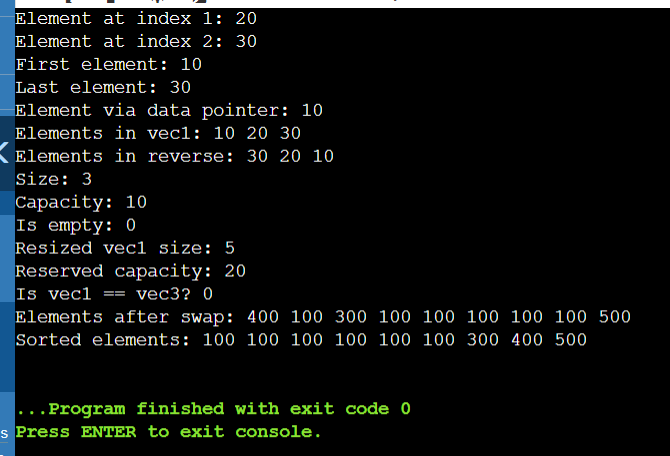 Element at index 1: 20
Element at index 2: 30
First element: 10
Last element: 30
Element via data pointer: 10
Elements in vec1: 10 20 30
Elements in reverse: 30 20 10
Size: 3
Capacity: 10
Is empty: 0
Resized vec1 size: 5
Reserved capacity: 20
Is vec1 == vec3? 0
Elements after swap: 400 100 300 100 100 100 100 100 500
Sorted elements: 100 100 100 100 100 100 300 400 500
...Program finished with exit code 0
s Press ENTER to exit console.